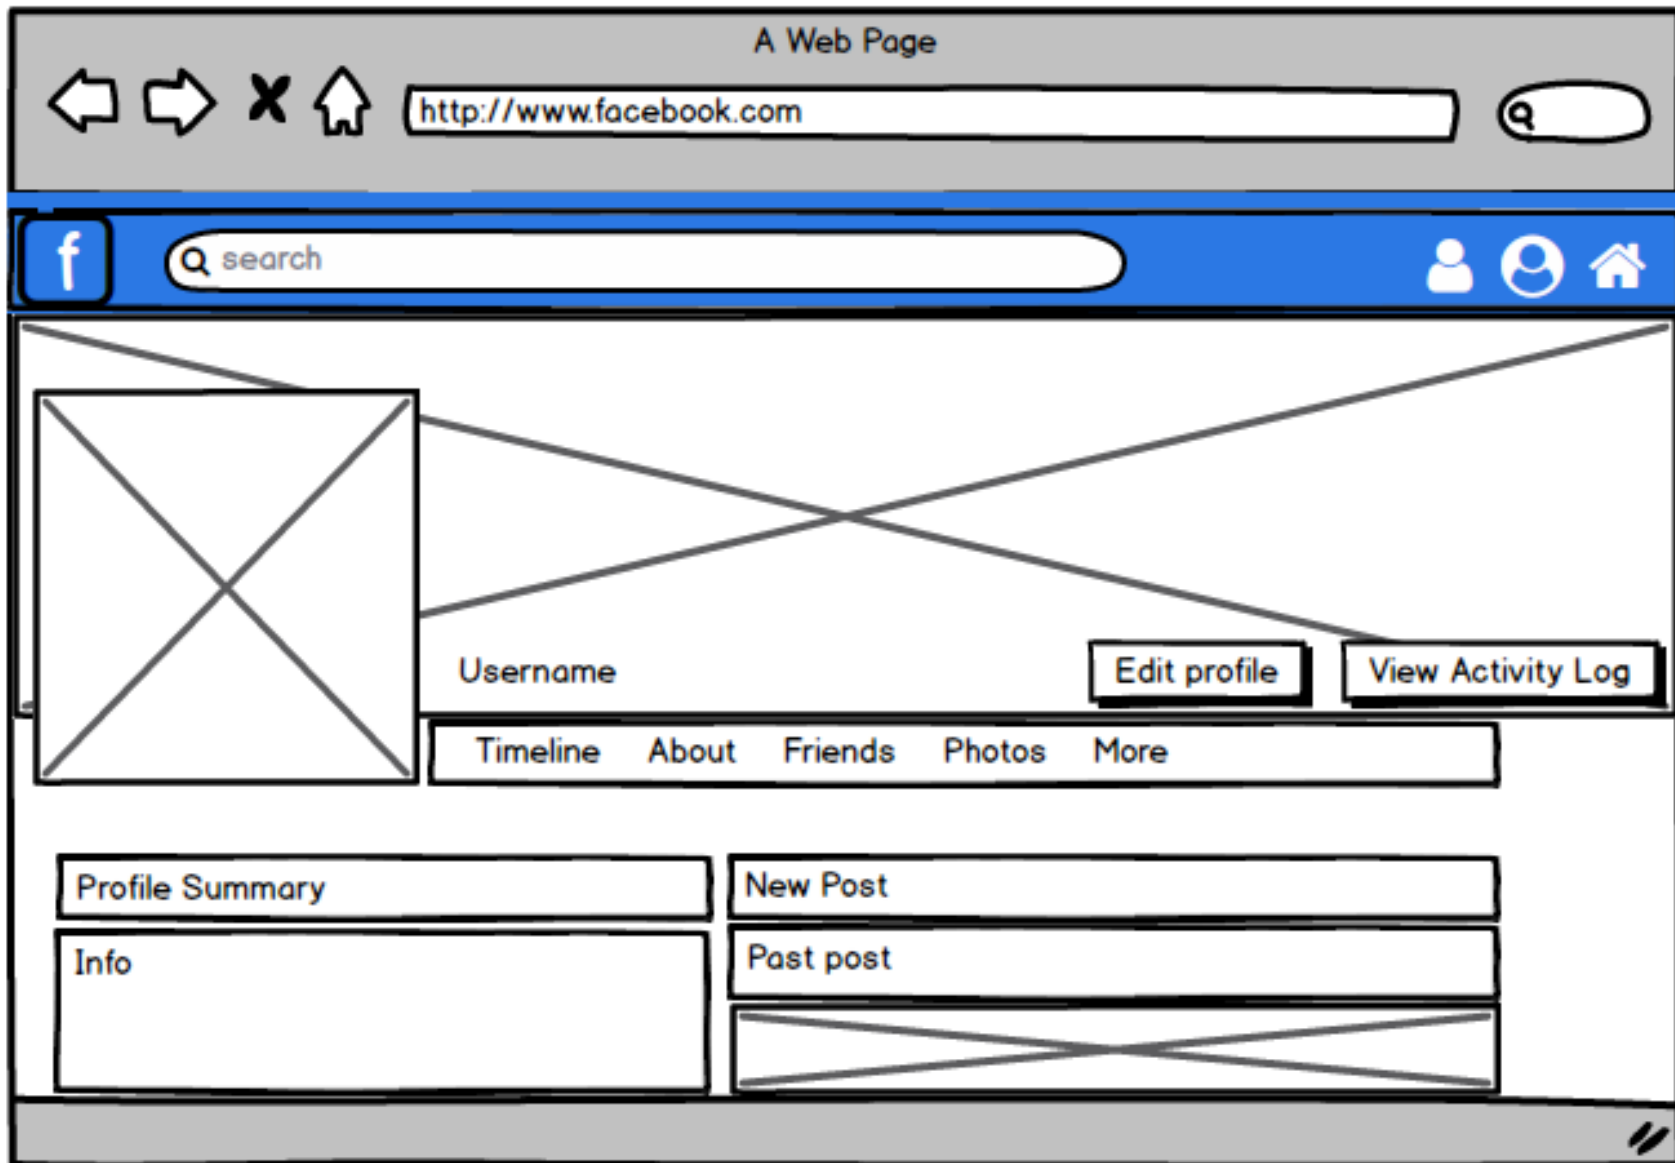 A Web Page
http://www.facebook.com
f
search
Username
Edit profile
View Activity Log
Timeline About Friends Photos More
Profile Summary
Info
New Post
Past post